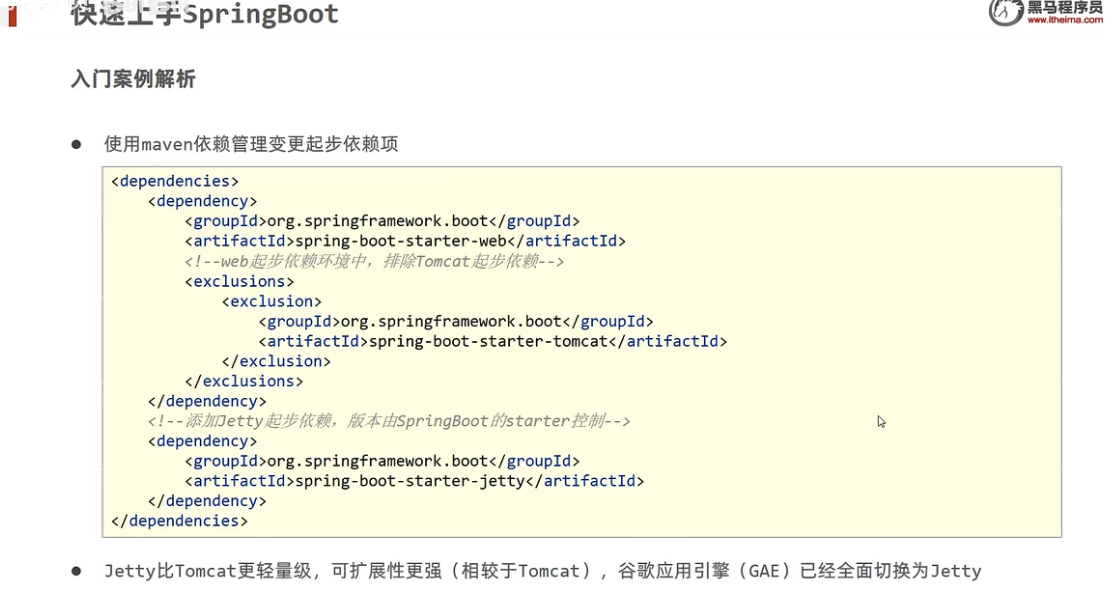 快速上手SpringBoot
黑马程序员
www.itheima.com
入门案例解析
● 使用maven依赖管理变更起步依赖项
<dependencies>
    <dependency>
        <groupId>org.springframework.boot</groupId>
        <artifactId>spring-boot-starter-web</artifactId>
        <!--web起步依赖环境中，排除Tomcat起步依赖-->
        <exclusions>
            <exclusion>
                <groupId>org.springframework.boot</groupId>
                <artifactId>spring-boot-starter-tomcat</artifactId>
            </exclusion>
        </exclusions>
    </dependency>
    <!--添加Jetty起步依赖，版本由SpringBoot的starter控制-->
    <dependency>
        <groupId>org.springframework.boot</groupId>
        <artifactId>spring-boot-starter-jetty</artifactId>
    </dependency>
</dependencies>
● Jetty比Tomcat更轻量级，可扩展性更强（相较于Tomcat），谷歌应用引擎（GAE）已经全面切换为Jetty